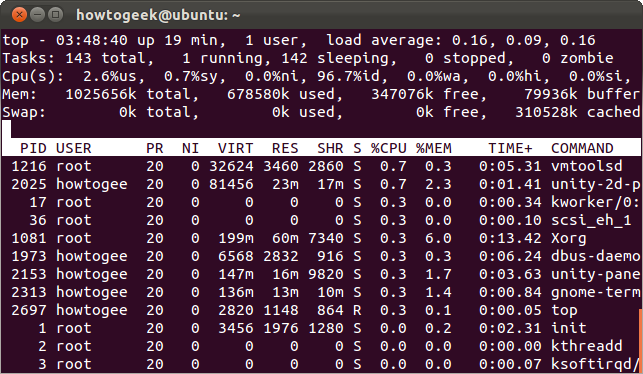 howtogeek@ubuntu: ~
top - 03:48:40 up 19 min,  1 user,  load average: 0.16, 0.09, 0.16
Tasks: 143 total,   1 running, 142 sleeping,   0 stopped,   0 zombie
Cpu(s):  2.6%us,  0.7%sy,  0.0%ni, 96.7%id,  0.0%wa,  0.0%hi,  0.0%si,
Mem:   1025656k total,   678580k used,   347076k free,    79936k buffer
Swap:        0k total,        0k used,        0k free,   310528k cached
  PID USER      PR  NI  VIRT  RES  SHR S %CPU %MEM    TIME+  COMMAND
 1216 root      20   0 32624 3460 2860 S  0.7  0.3   0:05.31 vmtoolsd
 2025 howtogee  20   0 81456  23m  17m S  0.7  2.3   0:01.41 unity-2d-p
   17 root      20   0     0    0    0 S  0.3  0.0   0:00.34 kworker/0:
   36 root      20   0     0    0    0 S  0.3  0.0   0:00.10 scsi_eh_1
 1081 root      20   0  199m  60m 7340 S  0.3  6.0   0:13.42 Xorg
 1973 howtogee  20   0  6568 2832  916 S  0.3  0.3   0:06.24 dbus-daemo
 2153 howtogee  20   0  147m  16m 9820 S  0.3  1.7   0:03.63 unity-pane
 2313 howtogee  20   0  136m  13m  10m S  0.3  1.4   0:00.84 gnome-term
 2697 howtogee  20   0  2820 1148  864 R  0.3  0.1   0:00.05 top
    1 root      20   0  3456 1976 1280 S  0.0  0.2   0:02.31 init
    2 root      20   0     0    0    0 S  0.0  0.0   0:00.00 kthreadd
    3 root      20   0     0    0    0 S  0.0  0.0   0:00.07 ksoftirqd/